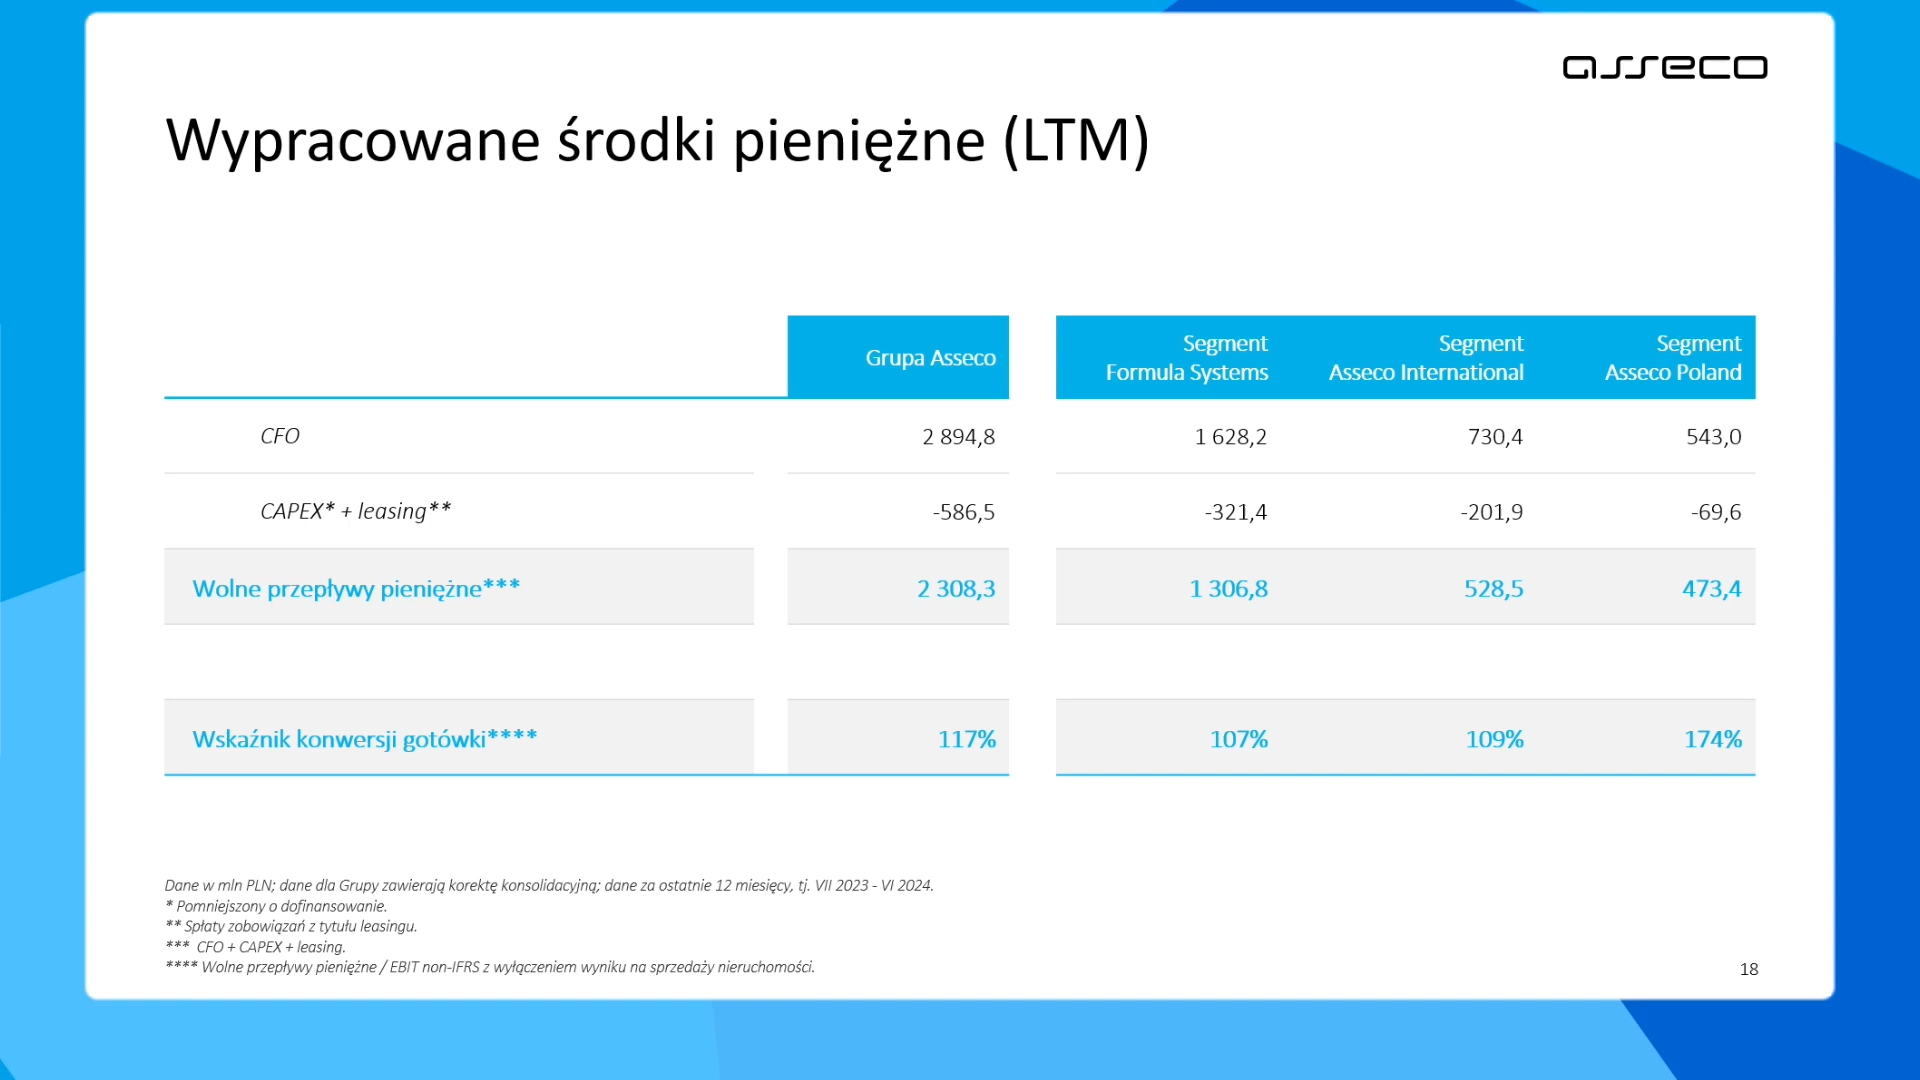 asseco
Wypracowane środki pieniężne (LTM)
Grupa Asseco
Segment
Formula Systems
Segment
Asseco International
Segment
Asseco Poland
CFO 2 894,8 1 628,2 730,4 543,0
CAPEX* + leasing** -586,5 -321,4 -201,9 -69,6
Wolne przepływy pieniężne*** 2 308,3 1 306,8 528,5 473,4
Wskaźnik konwersji gotówki**** 117% 107% 109% 174%
Dane w mln PLN; dane dla Grupy zawierają korektę konsolidacyjną; dane za ostatnie 12 miesięcy, tj. VII 2023 - VI 2024.
* Pomniejszony o dofinansowanie.
** Spłaty zobowiązań z tytułu leasingu.
*** CFO + CAPEX + leasing.
**** Wolne przepływy pieniężne / EBIT non-IFRS z wyłączeniem wyniku na sprzedaży nieruchomości.
18